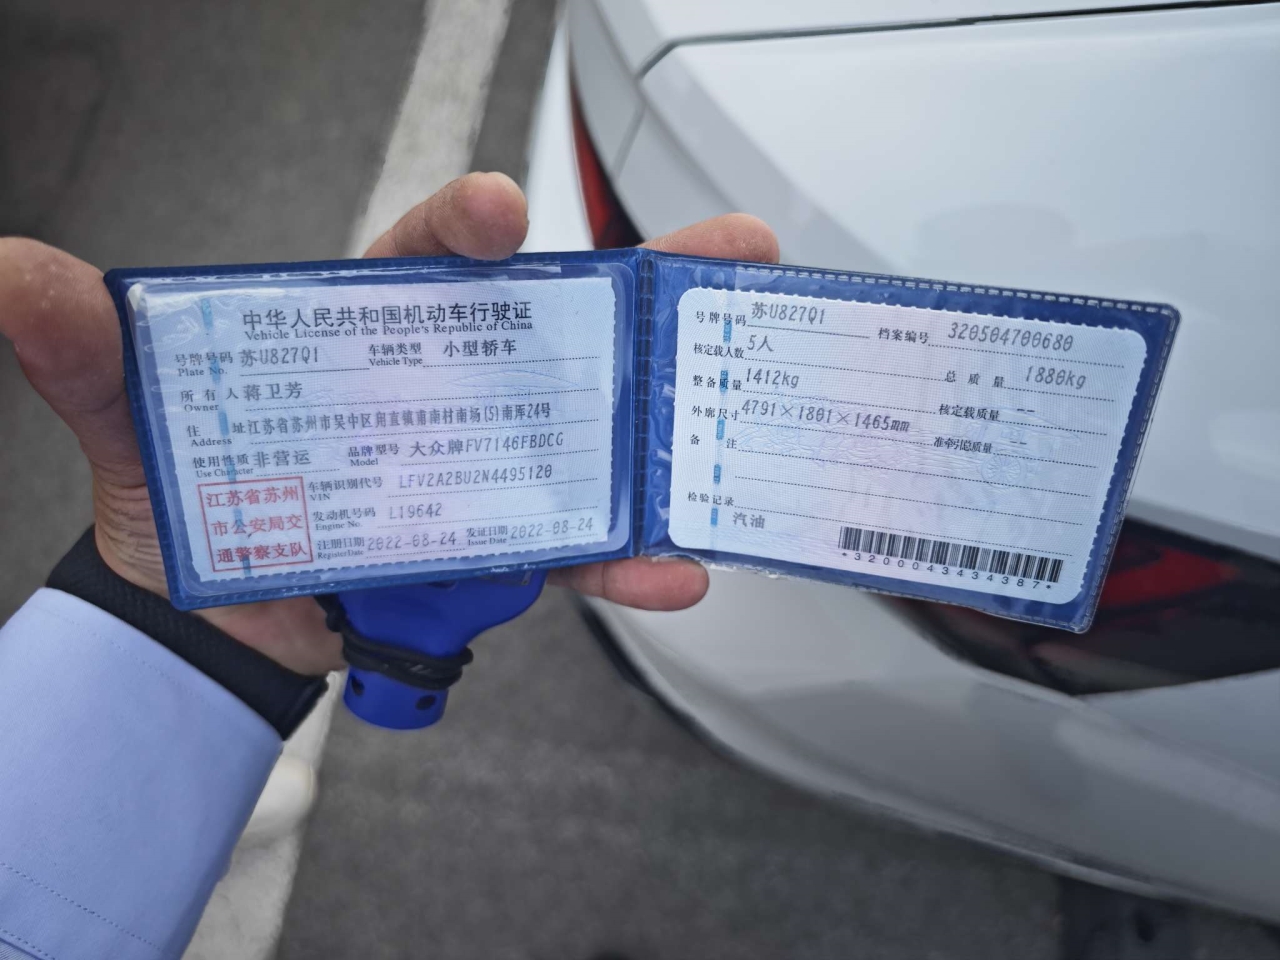 中华人民共和国机动车行驶证
Vehicle License of the People's Republic of China
号牌号码 苏U827Q1 车辆类型 小型轿车
Plate No. Vehicle Type
所有人 蒋卫芳
Owner
住址 江苏省苏州市吴中区甪直镇甫南村南场(5)南厍24号
Address
使用性质 非营运 品牌型号 大众牌FV7146FBDCG
Use Character Model
江苏省苏州
市公安局交
通警察支队
车辆识别代号 LFV2A2BU2N4495120
VIN
发动机号码 L19642
Engine No.
注册日期 2022-08-24 发证日期 2022-08-24
Register Date Issue Date
号牌号码 苏U827Q1 档案编号 320504700680
核定载人数 5人 总质量 1880kg
整备质量 1412kg 核定载质量 --
外廓尺寸 4791×1801×1465mm 准牵引总质量 --
备注
检验记录
汽油
*3200043434387*